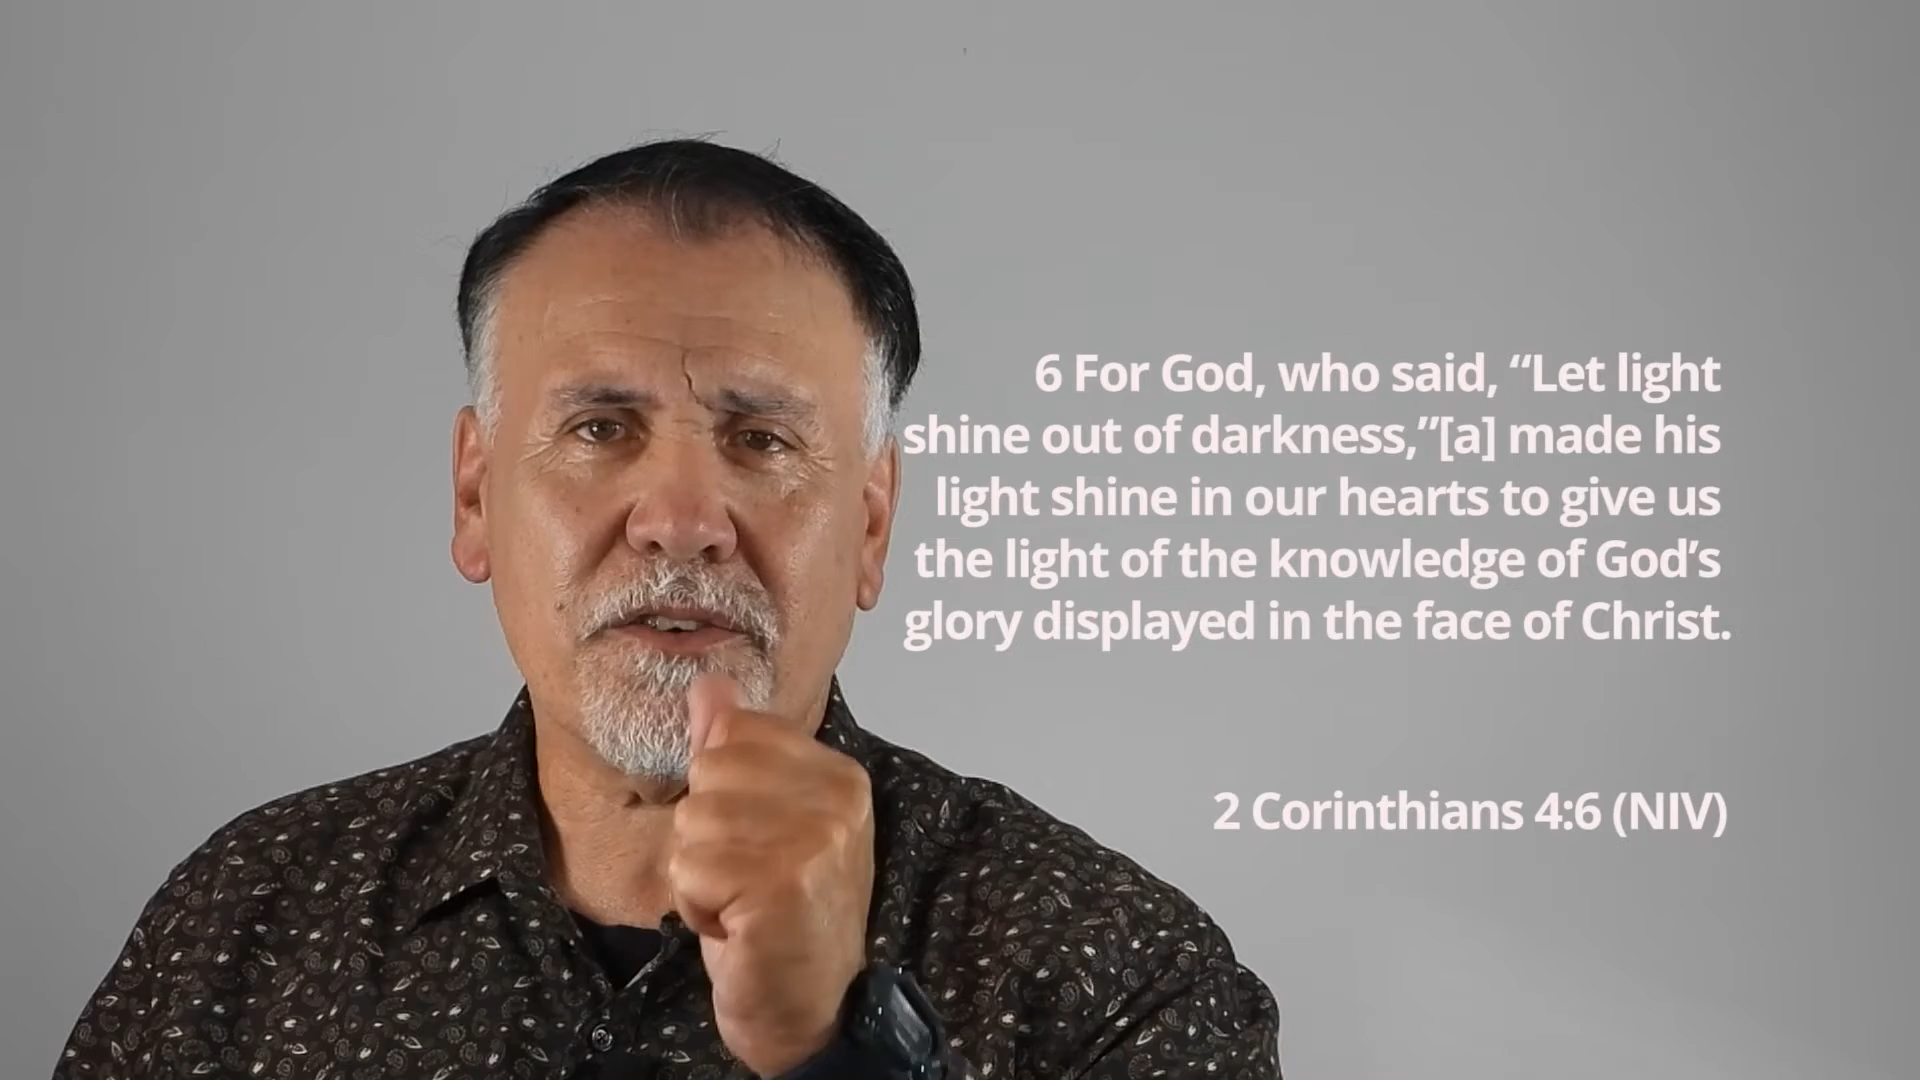 6 For God, who said, “Let light
shine out of darkness,”[a] made his
light shine in our hearts to give us
the light of the knowledge of God’s
glory displayed in the face of Christ.
2 Corinthians 4:6 (NIV)